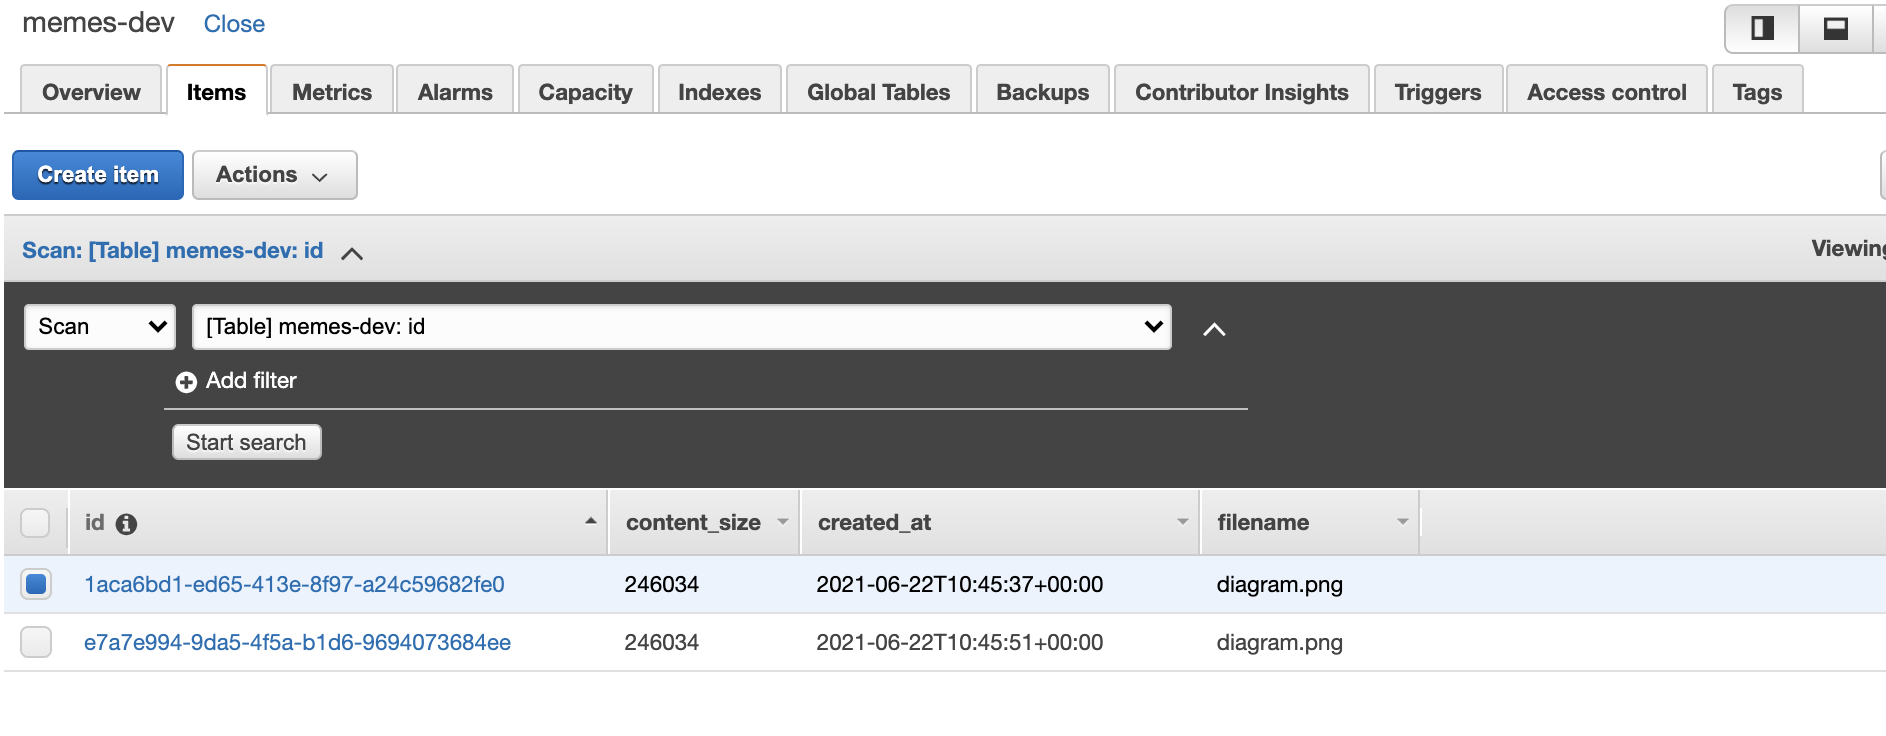 memes-dev Close
Overview Items Metrics Alarms Capacity Indexes Global Tables Backups Contributor Insights Triggers Access control Tags
Create item Actions
Scan: [Table] memes-dev: id Viewing
Scan [Table] memes-dev: id
Add filter
Start search
id content_size created_at filename
1aca6bd1-ed65-413e-8f97-a24c59682fe0 246034 2021-06-22T10:45:37+00:00 diagram.png
e7a7e994-9da5-4f5a-b1d6-9694073684ee 246034 2021-06-22T10:45:51+00:00 diagram.png